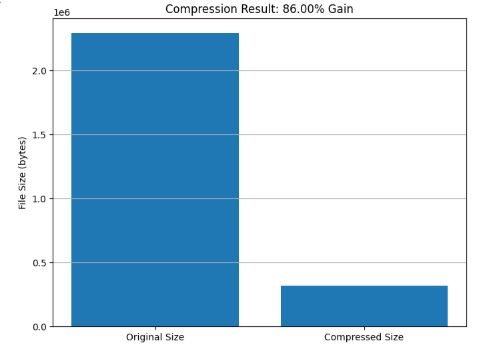 Compression Result: 86.00% Gain
1e6
2.0
1.5
1.0
0.5
0.0
File Size (bytes)
Original Size
Compressed Size